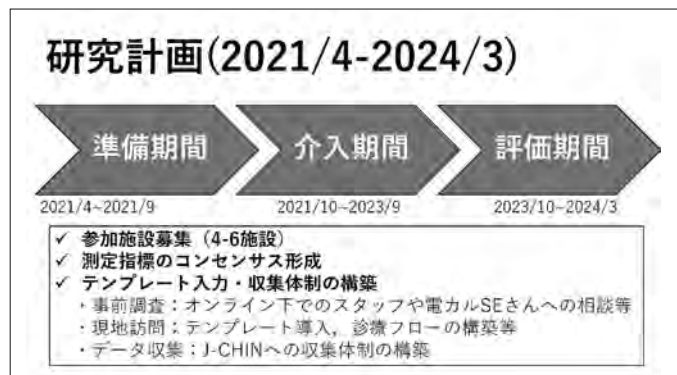 研究計画(2021/4-2024/3)
準備期間 介入期間 評価期間
2021/4~2021/9 2021/10~2023/9 2023/10~2024/3
✓ 参加施設募集（4-6施設）
✓ 測定指標のコンセンサス形成
✓ テンプレート入力・収集体制の構築
・事前調査：オンライン下でのスタッフや電カルSEさんへの相談等
・現地訪問：テンプレート導入，診療フローの構築等
・データ収集：J-CHINへの収集体制の構築